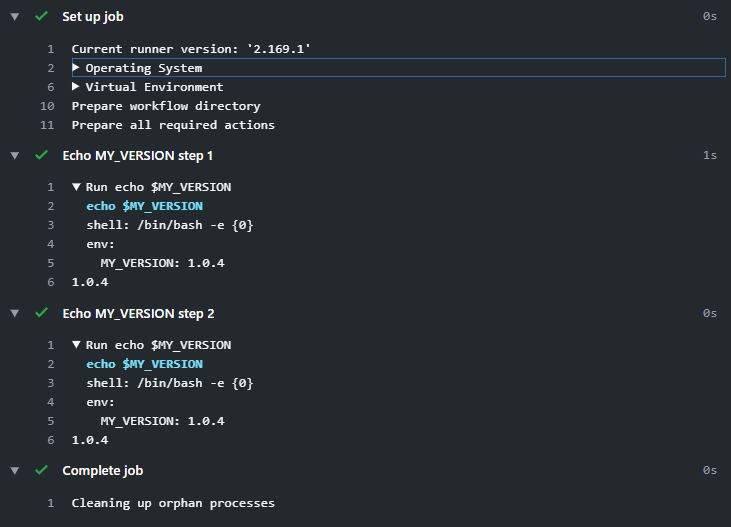 Set up job 0s
1 Current runner version: '2.169.1'
2 Operating System
6 Virtual Environment
10 Prepare workflow directory
11 Prepare all required actions
Echo MY_VERSION step 1 1s
1 Run echo $MY_VERSION
2 echo $MY_VERSION
3 shell: /bin/bash -e {0}
4 env:
5 MY_VERSION: 1.0.4
6 1.0.4
Echo MY_VERSION step 2 0s
1 Run echo $MY_VERSION
2 echo $MY_VERSION
3 shell: /bin/bash -e {0}
4 env:
5 MY_VERSION: 1.0.4
6 1.0.4
Complete job 0s
1 Cleaning up orphan processes